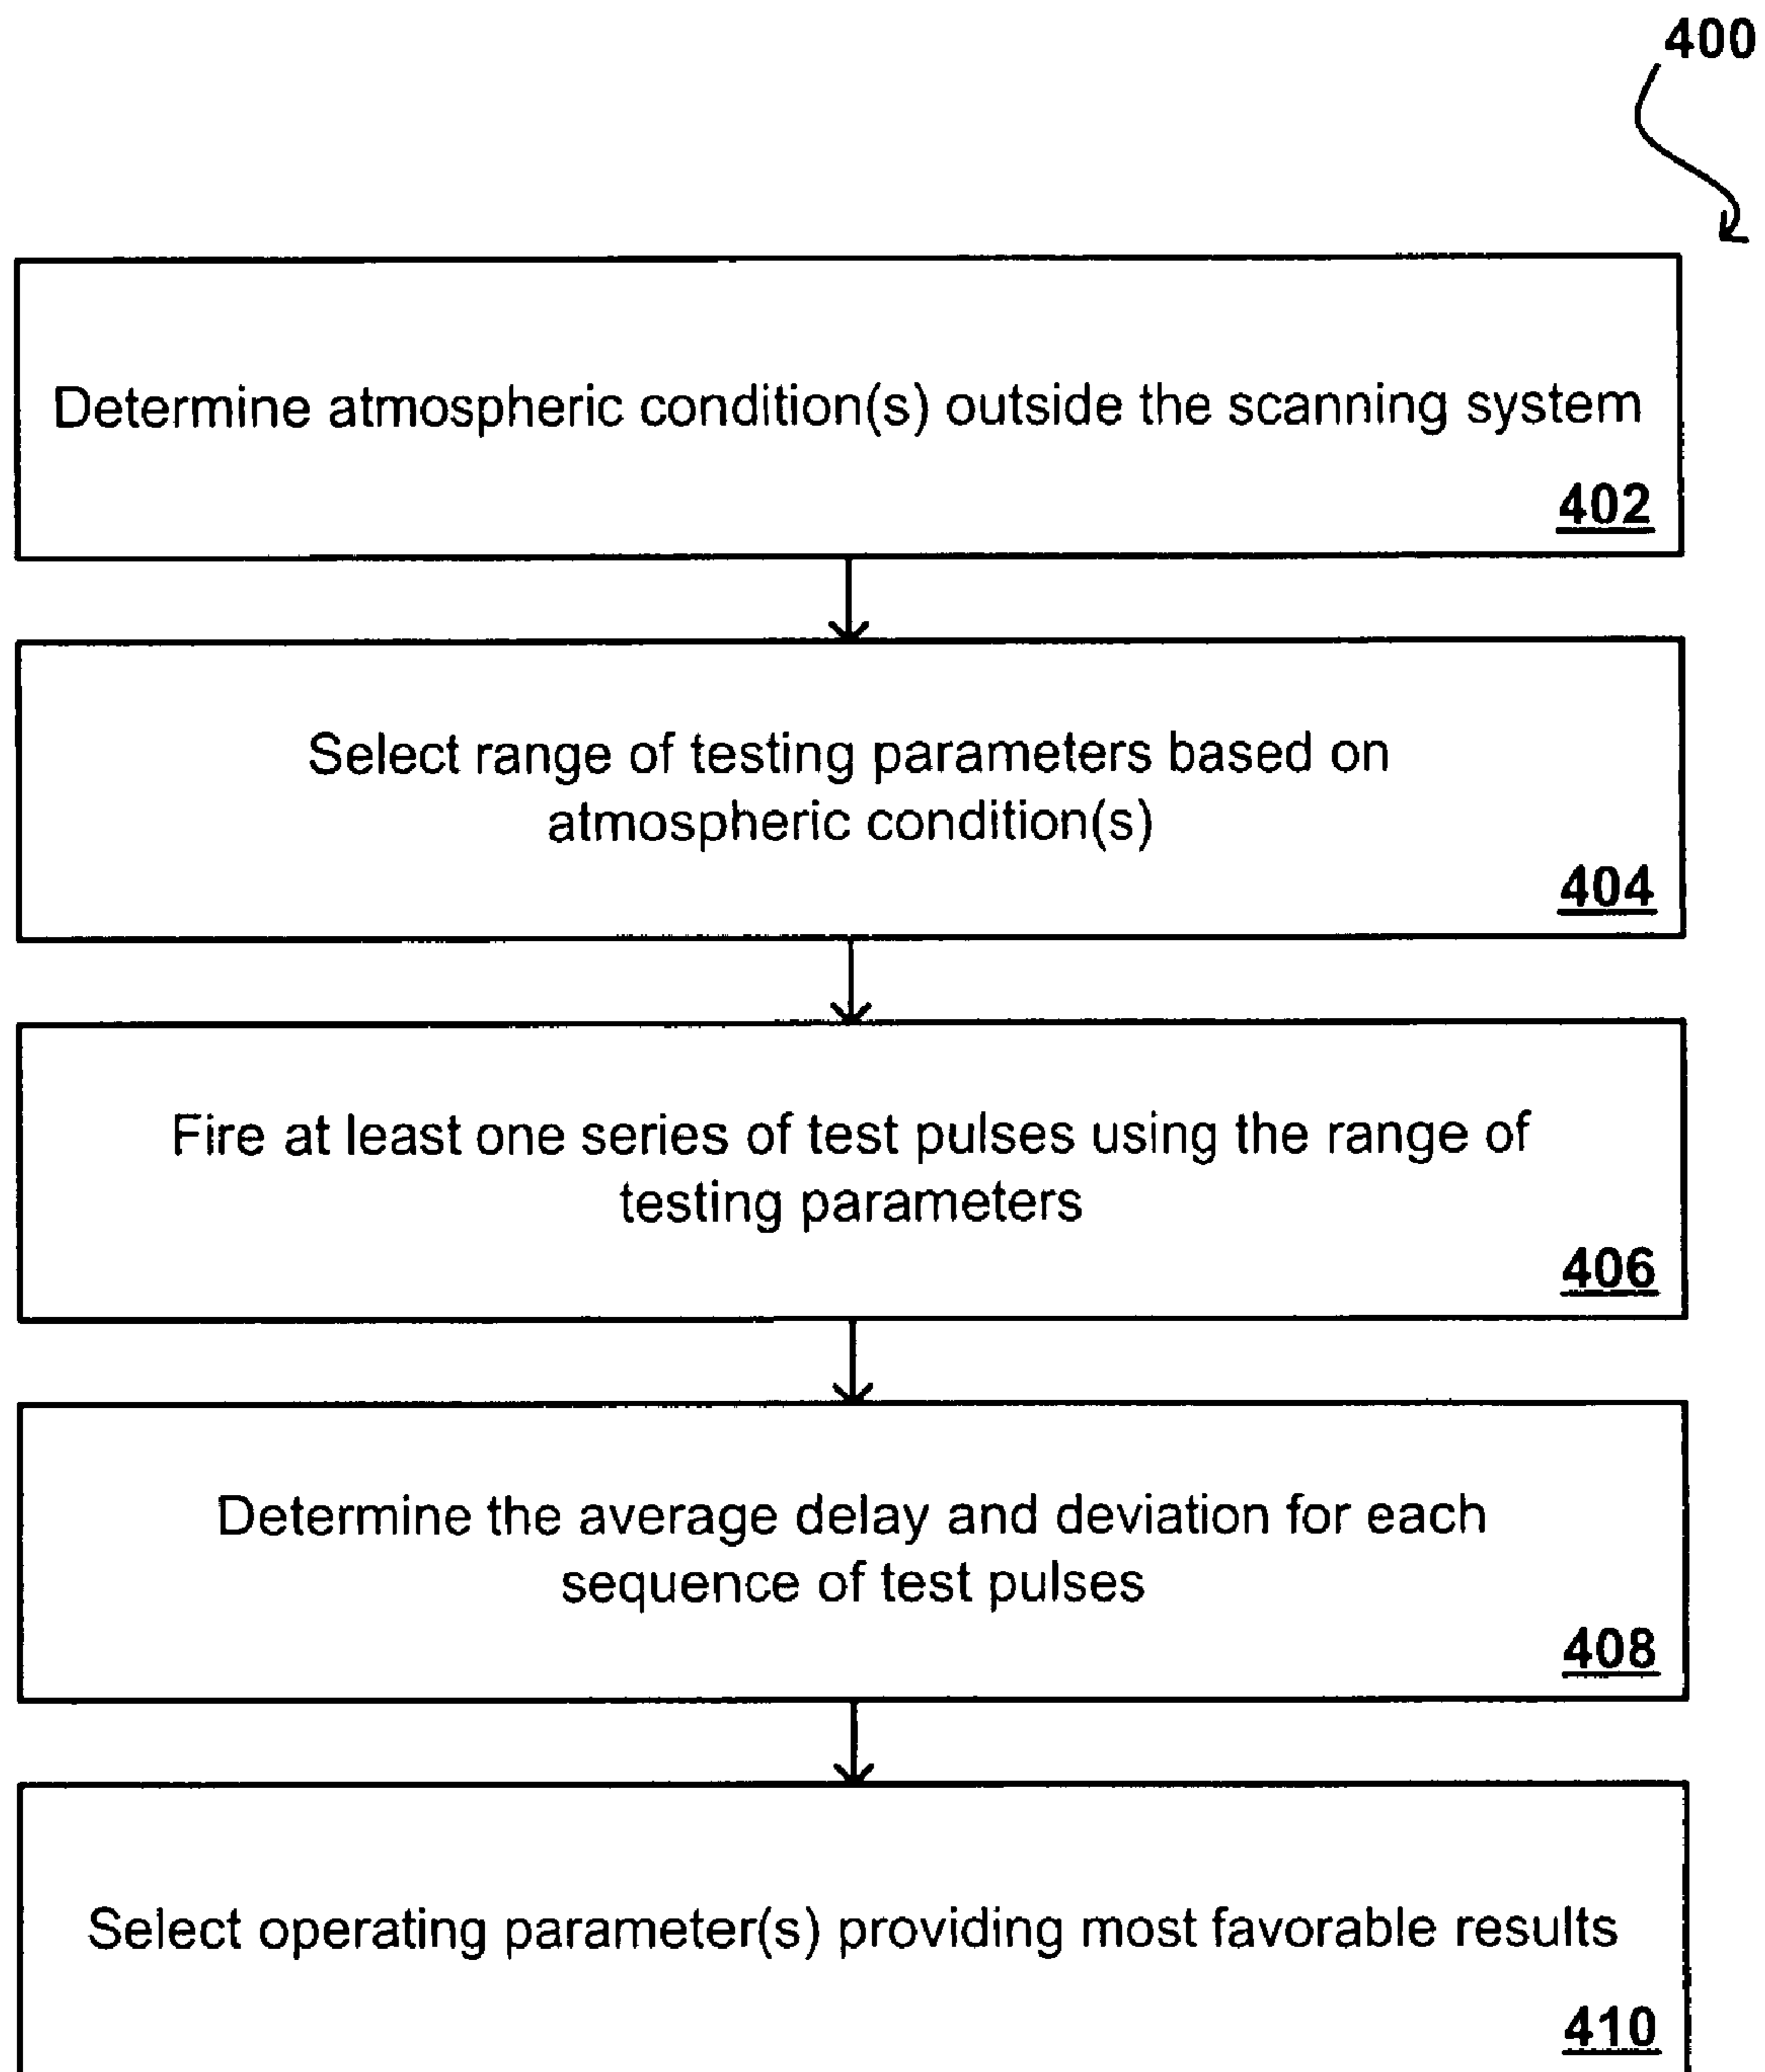 400
Determine atmospheric condition(s) outside the scanning system
402
Select range of testing parameters based on
atmospheric condition(s)
404
Fire at least one series of test pulses using the range of
testing parameters
406
Determine the average delay and deviation for each
sequence of test pulses
408
Select operating parameter(s) providing most favorable results
410